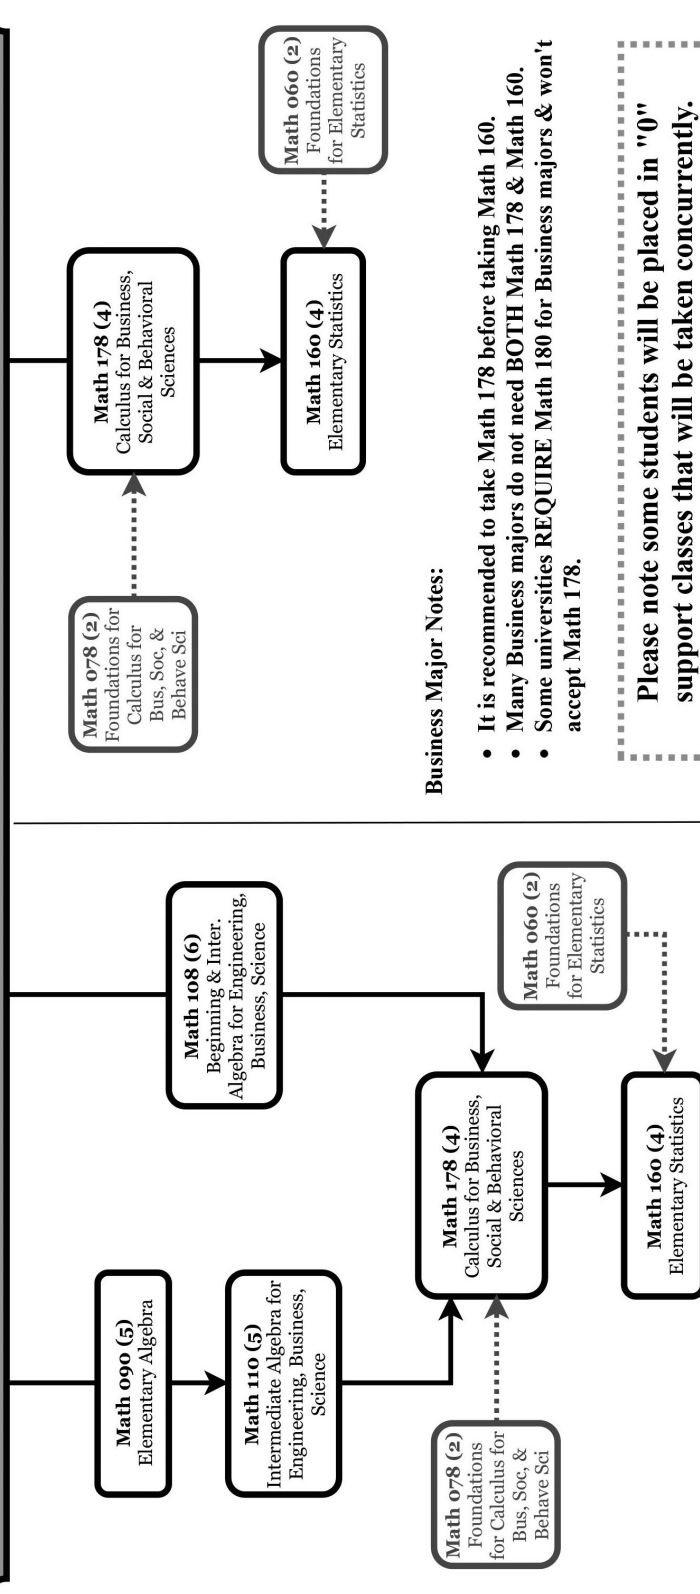 Math 090 (5)
Elementary Algebra
Math 110 (5)
Intermediate Algebra for
Engineering, Business,
Science
Math 108 (6)
Beginning & Inter.
Algebra for Engineering,
Business, Science
Math 078 (2)
Foundations
for Calculus for
Bus, Soc, &
Behave Sci
Math 178 (4)
Calculus for Business,
Social & Behavioral
Sciences
Math 060 (2)
Foundations
for Elementary
Statistics
Math 160 (4)
Elementary Statistics
Math 078 (2)
Foundations for
Calculus for
Bus, Soc, &
Behave Sci
Math 178 (4)
Calculus for Business,
Social & Behavioral
Sciences
Math 060 (2)
Foundations
for Elementary
Statistics
Math 160 (4)
Elementary Statistics
Business Major Notes:
• It is recommended to take Math 178 before taking Math 160.
• Many Business majors do not need BOTH Math 178 & Math 160.
• Some universities REQUIRE Math 180 for Business majors & won't
accept Math 178.
Please note some students will be placed in "0"
support classes that will be taken concurrently.